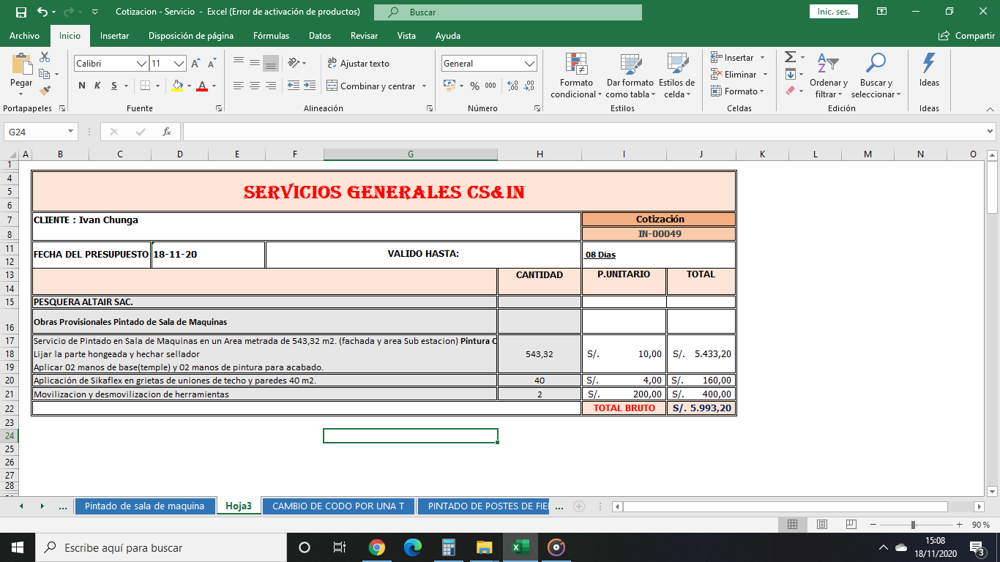 Cotizacion - Servicio - Excel (Error de activación de productos)
Buscar
Inic. ses.
Archivo Inicio Insertar Disposición de página Fórmulas Datos Revisar Vista Ayuda Compartir
Pegar
Calibri 11
Ajustar texto
General
N K S
Combinar y centrar
% 000
Formato condicional
Dar formato como tabla
Estilos de celda
Insertar
Eliminar
Formato
Ordenar y filtrar
Buscar y seleccionar
Ideas
Portapapeles Fuente Alineación Número Estilos Celdas Edición Ideas
G24 fx
A B C D E F G H I J K L M N O
1
4
5 SERVICIOS GENERALES CS&IN
6
7 CLIENTE : Ivan Chunga Cotización
8 IN-00049
11 FECHA DEL PRESUPUESTO 18-11-20 VALIDO HASTA: 08 Dias
12
13 CANTIDAD P.UNITARIO TOTAL
14
15 PESQUERA ALTAIR SAC.
16 Obras Provisionales Pintado de Sala de Maquinas
17 Servicio de Pintado en Sala de Maquinas en un Area metrada de 543,32 m2. (fachada y area Sub estacion) Pintura C
18 Lijar la parte hongeada y hechar sellador 543,32 S/. 10,00 S/. 5.433,20
19 Aplicar 02 manos de base(temple) y 02 manos de pintura para acabado.
20 Aplicación de Sikaflex en grietas de uniones de techo y paredes 40 m2. 40 S/. 4,00 S/. 160,00
21 Movilizacion y desmovilizacion de herramientas 2 S/. 200,00 S/. 400,00
22 TOTAL BRUTO S/. 5.993,20
23
24
25
26
27
28
... Pintado de sala de maquina Hoja3 CAMBIO DE CODO POR UNA T PINTADO DE POSTES DE FIE ...
90 %
Escribe aquí para buscar
15:08
18/11/2020
3